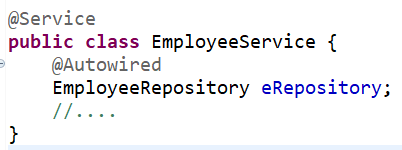 @Service
public class EmployeeService {
    @Autowired
    EmployeeRepository eRepository;
    //....
}